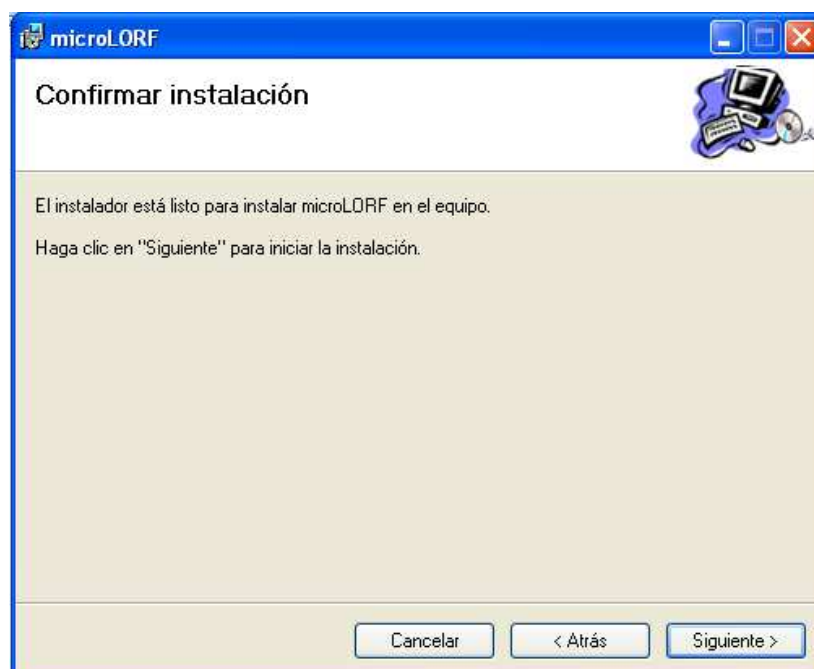 microLORF
Confirmar instalación
El instalador está listo para instalar microLORF en el equipo.
Haga clic en "Siguiente" para iniciar la instalación.
Cancelar
< Atrás
Siguiente >